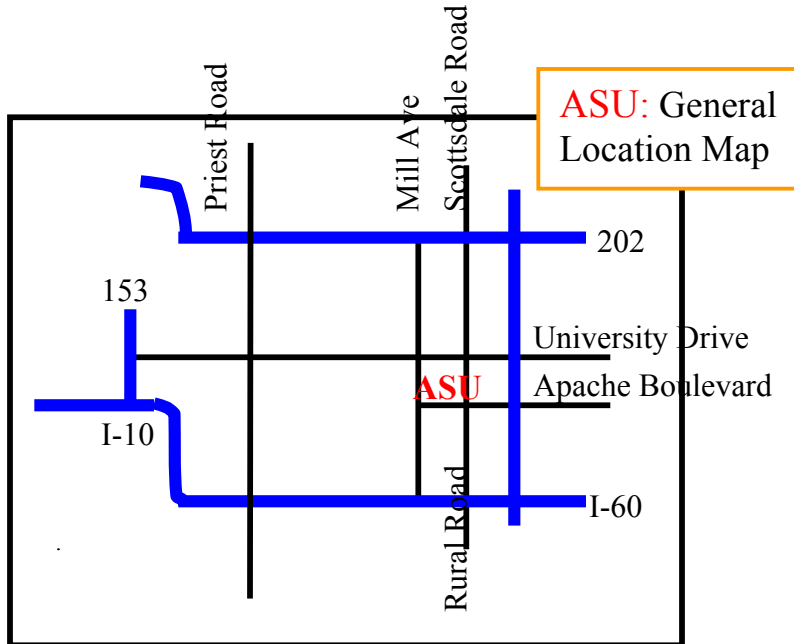 ASU: General
Location Map
Priest Road
Mill Ave
Scottsdale Road
202
153
University Drive
ASU
Apache Boulevard
I-10
Rural Road
I-60